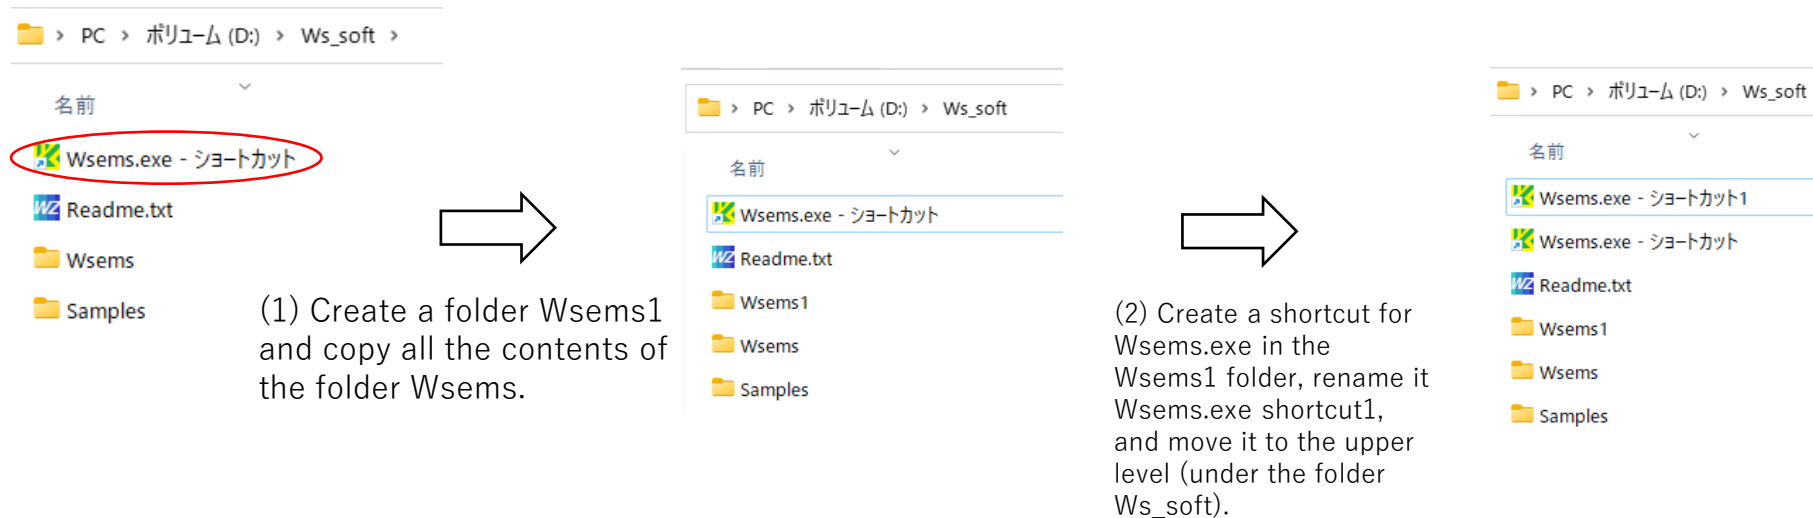 PC > ボリューム (D:) > Ws_soft >
名前
Wsems.exe - ショートカット
Readme.txt
Wsems
Samples
(1) Create a folder Wsems1
and copy all the contents of
the folder Wsems.
PC > ボリューム (D:) > Ws_soft
名前
Wsems.exe - ショートカット
Readme.txt
Wsems1
Wsems
Samples
(2) Create a shortcut for
Wsems.exe in the
Wsems1 folder, rename it
Wsems.exe shortcut1,
and move it to the upper
level (under the folder
Ws_soft).
PC > ボリューム (D:) > Ws_soft
名前
Wsems.exe - ショートカット1
Wsems.exe - ショートカット
Readme.txt
Wsems1
Wsems
Samples